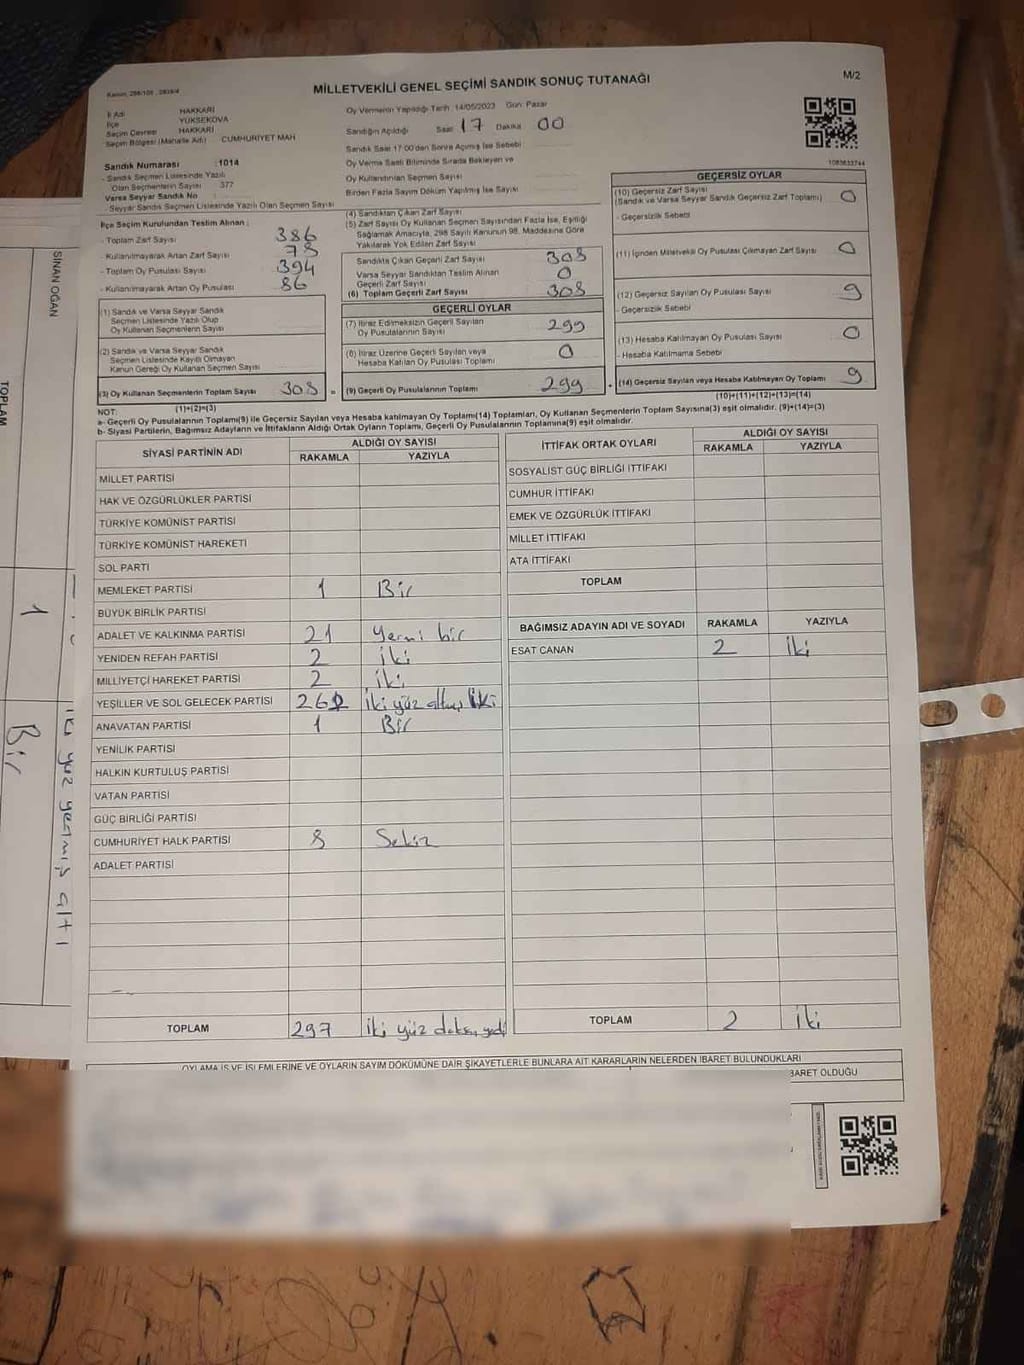 Kanun: 298/105 , 2839/4
MİLLETVEKİLİ GENEL SEÇİMİ SANDIK SONUÇ TUTANAĞI
M/2
İl Adı HAKKARİ
İlçe YÜKSEKOVA
Seçim Çevresi HAKKARİ
Seçim Bölgesi (Mahalle Adı) CUMHURİYET MAH
Sandık Numarası : 1014
- Sandık Seçmen Listesinde Yazılı
Olan Seçmenlerin Sayısı : 377
Varsa Seyyar Sandık No :
- Seyyar Sandık Seçmen Listesinde Yazılı Olan Seçmen Sayısı
Oy Vermenin Yapıldığı Tarih :14/05/2023 Gün: Pazar
Sandığın Açıldığı Saat 17 Dakika 00
Sandık Saat 17:00'den Sonra Açılmış İse Sebebi
Oy Verme Saati Bitiminde Sırada Bekleyen ve
Oy Kullandırılan Seçmen Sayısı
Birden Fazla Sayım Döküm Yapılmış İse Sayısı
1083633744
İlçe Seçim Kurulundan Teslim Alınan :
- Toplam Zarf Sayısı 386
- Kullanılmayarak Artan Zarf Sayısı 78
- Toplam Oy Pusulası Sayısı 394
- Kullanılmayarak Artan Oy Pusulası 86
(1) Sandık ve Varsa Seyyar Sandık
Seçmen Listesinde Yazılı Olup
Oy Kullanan Seçmenlerin Sayısı
(2) Sandık ve Varsa Seyyar Sandık
Seçmen Listesinde Kayıtlı Olmayan
Kanun Gereği Oy Kullanan Seçmen Sayısı
(3) Oy Kullanan Seçmenlerin Toplam Sayısı 308 =
(1)+(2)=(3)
(4) Sandıktan Çıkan Zarf Sayısı
(5) Zarf Sayısı Oy Kullanan Seçmen Sayısından Fazla İse, Eşitliği
Sağlamak Amacıyla, 298 Sayılı Kanunun 98. Maddesine Göre
Yakılarak Yok Edilen Zarf Sayısı
Sandıkta Çıkan Geçerli Zarf Sayısı 308
Varsa Seyyar Sandıktan Teslim Alınan
Geçerli Zarf Sayısı 0
(6) Toplam Geçerli Zarf Sayısı 308
GEÇERLİ OYLAR
(7) İtiraz Edilmeksizin Geçerli Sayılan
Oy Pusulalarının Sayısı 299
(8) İtiraz Üzerine Geçerli Sayılan veya
Hesaba Katılan Oy Pusulası Toplamı 0
(9) Geçerli Oy Pusulalarının Toplamı 299 +
GEÇERSİZ OYLAR
(10) Geçersiz Zarf Sayısı
(Sandık ve Varsa Seyyar Sandık Geçersiz Zarf Toplamı) 0
- Geçersizlik Sebebi
(11) İçinden Milletvekili Oy Pusulası Çıkmayan Zarf Sayısı 0
(12) Geçersiz Sayılan Oy Pusulası Sayısı 9
- Geçersizlik Sebebi
(13) Hesaba Katılmayan Oy Pusulası Sayısı 0
- Hesaba Katılmama Sebebi
(14) Geçersiz Sayılan veya Hesaba Katılmayan Oy Toplamı 9
(10)+(11)+(12)+(13)=(14)
NOT:
a- Geçerli Oy Pusulalarının Toplamı(9) ile Geçersiz Sayılan veya Hesaba katılmayan Oy Toplamı(14) Toplamları, Oy Kullanan Seçmenlerin Toplam Sayısına(3) eşit olmalıdır. (9)+(14)=(3)
b- Siyasi Partilerin, Bağımsız Adayların ve İttifakların Aldığı Oy Ortak Oyların Toplamı, Geçerli Oy Pusulalarının Toplamına(9) eşit olmalıdır.
SİYASİ PARTİNİN ADI ALDIĞI OY SAYISI
RAKAMLA YAZIYLA
MİLLET PARTİSİ
HAK VE ÖZGÜRLÜKLER PARTİSİ
TÜRKİYE KOMÜNİST PARTİSİ
TÜRKİYE KOMÜNİST HAREKETİ
SOL PARTİ
MEMLEKET PARTİSİ 1 Bir
BÜYÜK BİRLİK PARTİSİ
ADALET VE KALKINMA PARTİSİ 21 Yermi bir
YENİDEN REFAH PARTİSİ 2 iki
MİLLİYETÇİ HAREKET PARTİSİ 2 iki
YEŞİLLER VE SOL GELECEK PARTİSİ 262 iki yüz altmış iki
ANAVATAN PARTİSİ 1 Bir
YENİLİK PARTİSİ
HALKIN KURTULUŞ PARTİSİ
VATAN PARTİSİ
GÜÇ BİRLİĞİ PARTİSİ
CUMHURİYET HALK PARTİSİ 8 Sekiz
ADALET PARTİSİ
TOPLAM 297 iki yüz doksan yedi
İTTİFAK ORTAK OYLARI ALDIĞI OY SAYISI
RAKAMLA YAZIYLA
SOSYALİST GÜÇ BİRLİĞİ İTTİFAKI
CUMHUR İTTİFAKI
EMEK VE ÖZGÜRLÜK İTTİFAKI
MİLLET İTTİFAKI
ATA İTTİFAKI
TOPLAM
BAĞIMSIZ ADAYIN ADI VE SOYADI RAKAMLA YAZIYLA
ESAT CANAN 2 iki
TOPLAM 2 iki
OYLAMA İŞ VE İŞLEMLERİNE VE OYLARIN SAYIM DÖKÜMÜNE DAİR ŞİKAYETLERLE BUNLARA AİT KARARLARIN NELERDEN İBARET BULUNDUKLARI
BARET OLDUĞU
SİNAN OĞAN
TOPLAM
1
Bir
iki yüz yetmiş altı